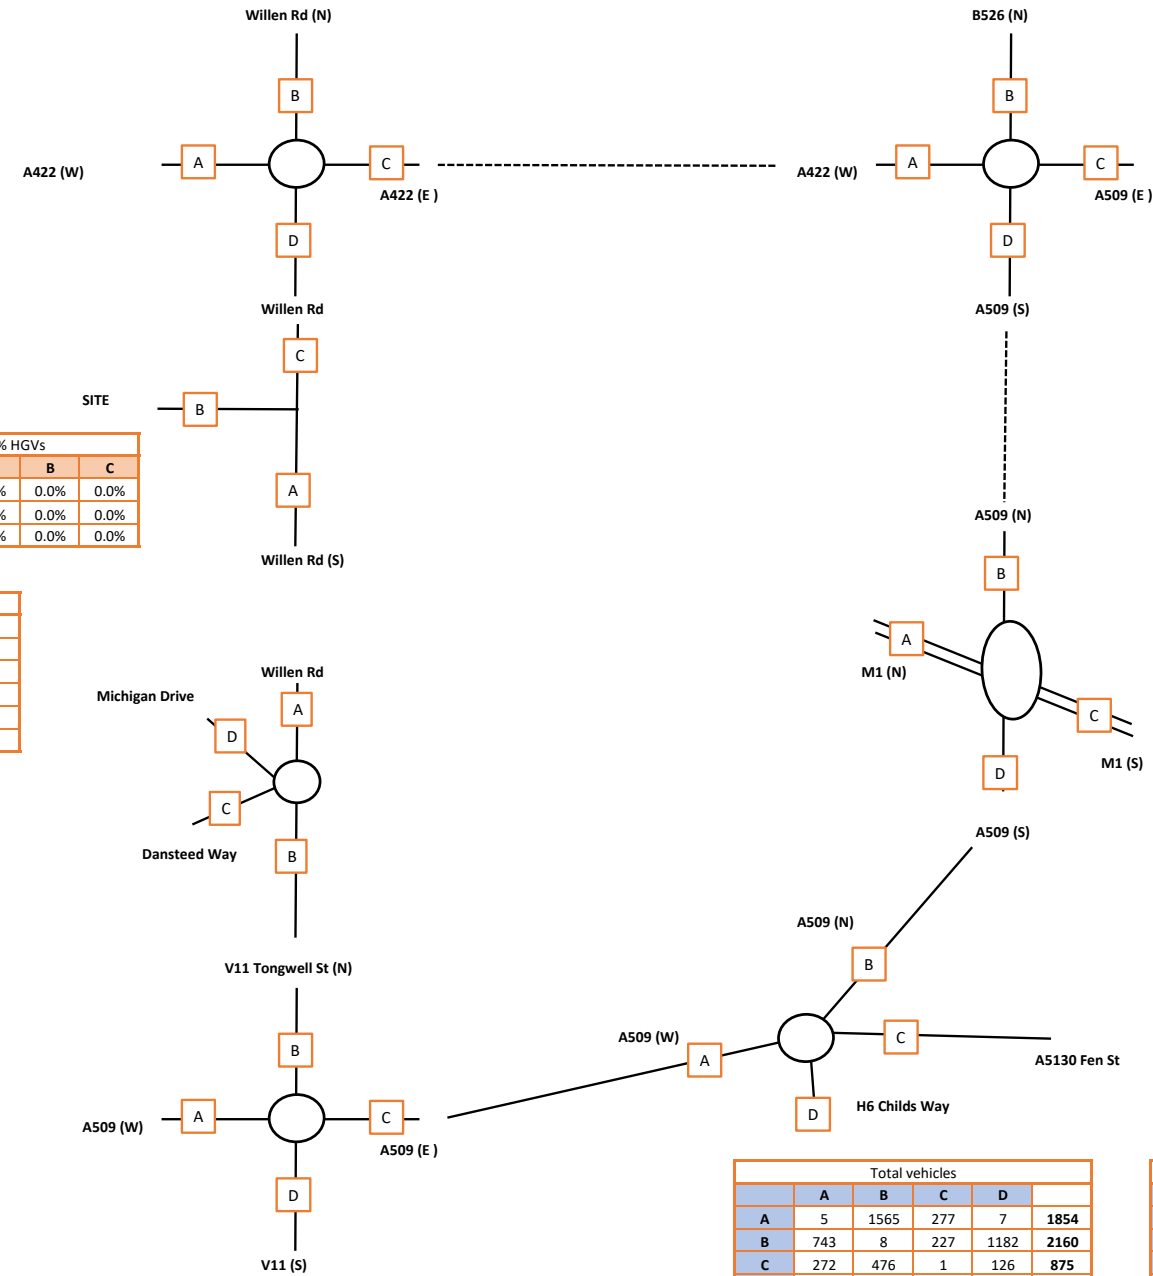 Willen Rd (N)
B526 (N)
B
B
A
C
A
C
A422 (W)
A422 (W)
A422 (E )
A509 (E )
D
D
Willen Rd
A509 (S)
C
SITE
B
% HGVs
B
C
%
0.0%
0.0%
%
0.0%
0.0%
%
0.0%
0.0%
A
A509 (N)
Willen Rd (S)
B
A
M1 (N)
Willen Rd
Michigan Drive
A
D
C
M1 (S)
D
C
A509 (S)
Dansteed Way
B
A509 (N)
B
V11 Tongwell St (N)
A509 (W)
C
A
A5130 Fen St
B
D
H6 Childs Way
A
C
A509 (W)
A509 (E )
D
V11 (S)
Total vehicles
A B C D
A 5 1565 277 7 1854
B 743 8 227 1182 2160
C 272 476 1 126 875